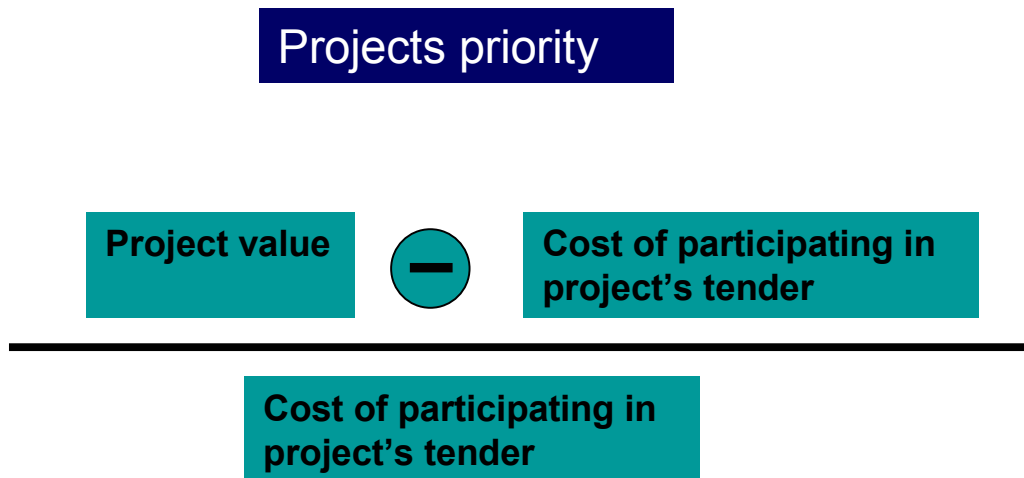 Projects priority
Project value
Cost of participating in
project’s tender
Cost of participating in
project’s tender